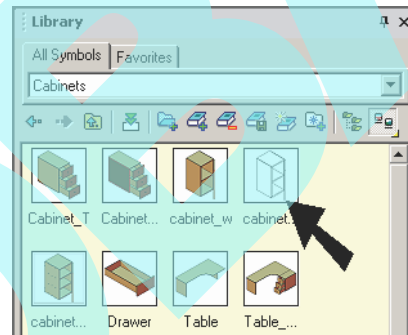 Library
All Symbols Favorites
Cabinets
Cabinet_T Cabinet... cabinet_w cabinet...
cabinet... Drawer Table Table_...